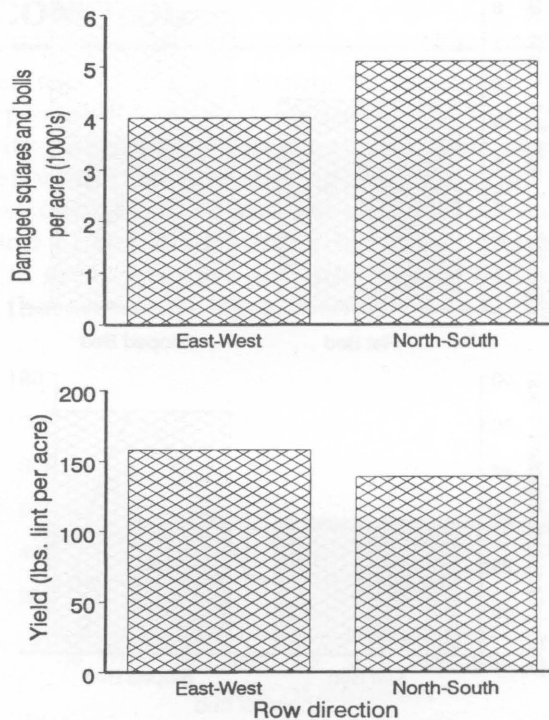 Damaged squares and bolls
per acre (1000's)
6
5
4
3
2
1
0
East-West North-South
Yield (lbs. lint per acre)
200
150
100
50
0
East-West North-South
Row direction